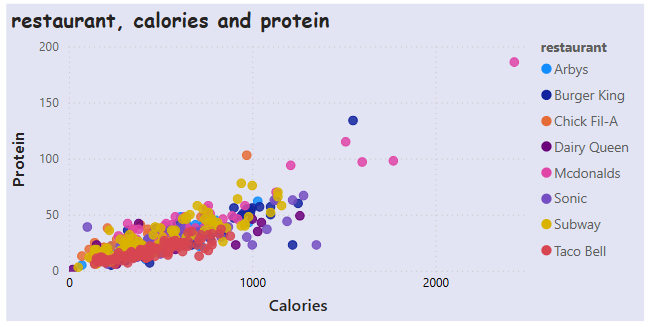 restaurant, calories and protein
200
150
100
50
0
Protein
0 1000 2000
Calories
restaurant
Arbys
Burger King
Chick Fil-A
Dairy Queen
Mcdonalds
Sonic
Subway
Taco Bell